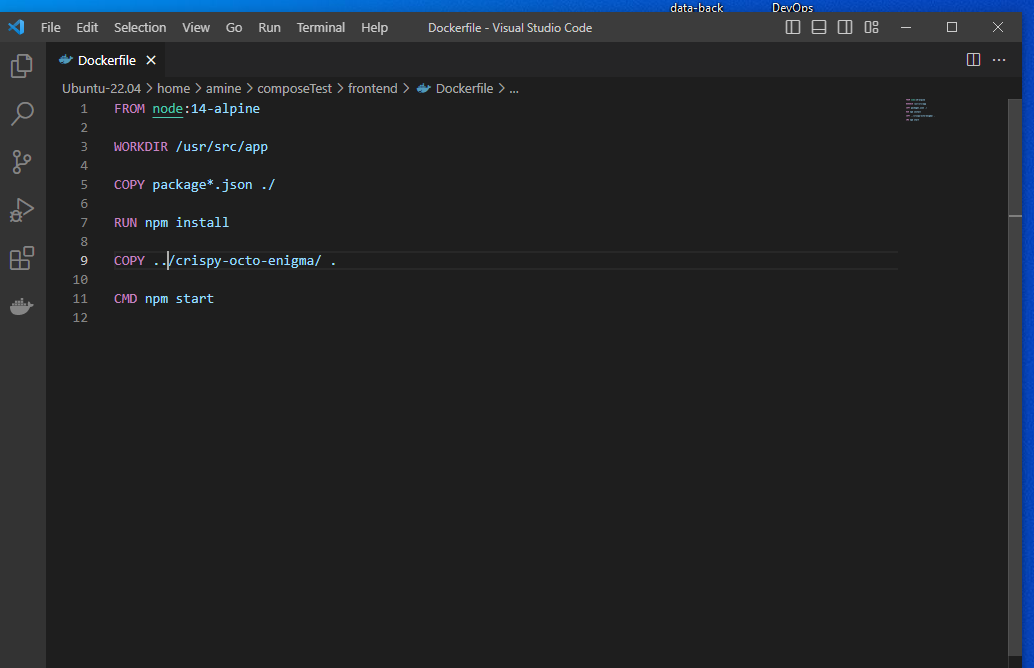 data-back DevOps
File Edit Selection View Go Run Terminal Help Dockerfile - Visual Studio Code
Dockerfile
Ubuntu-22.04 > home > amine > composeTest > frontend > Dockerfile > ...
1 FROM node:14-alpine
2
3 WORKDIR /usr/src/app
4
5 COPY package*.json ./
6
7 RUN npm install
8
9 COPY ../crispy-octo-enigma/ .
10
11 CMD npm start
12